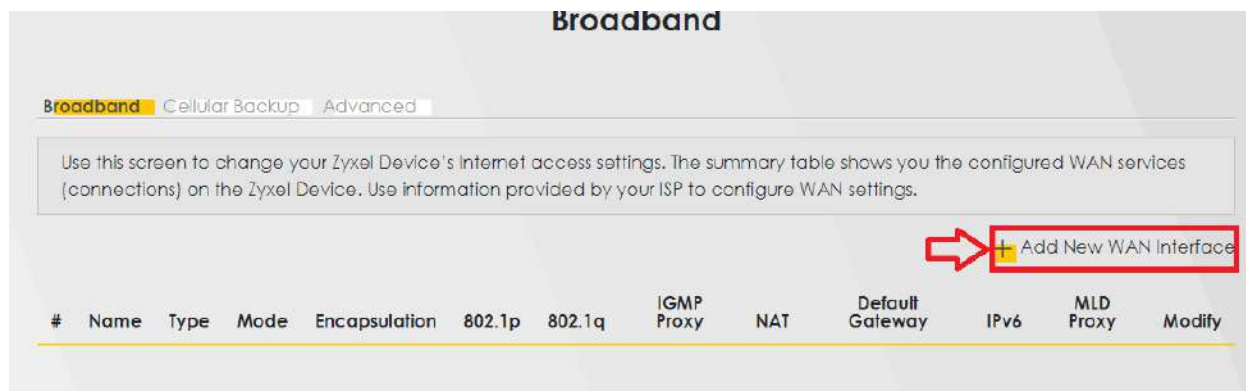 Broadband
Broadband Cellular Backup Advanced
Use this screen to change your Zyxel Device's Internet access settings. The summary table shows you the configured WAN services
(connections) on the Zyxel Device. Use information provided by your ISP to configure WAN settings.
+ Add New WAN Interface
# Name Type Mode Encapsulation 802.1p 802.1q IGMP Proxy NAT Default Gateway IPv6 MLD Proxy Modify